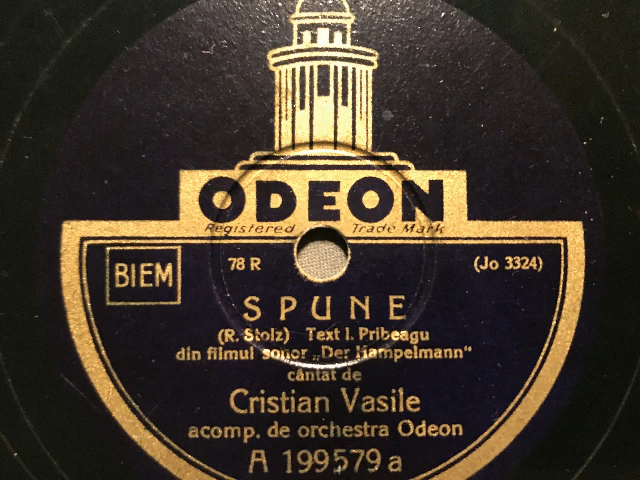 ODEON
Registered Trade Mark
BIEM
78 R
(Jo 3324)
SPUNE
(R. Stolz) Text I. Pribeagu
din filmul sonor „Der Hampelmann"
cântat de
Cristian Vasile
acomp. de orchestra Odeon
A 199579a